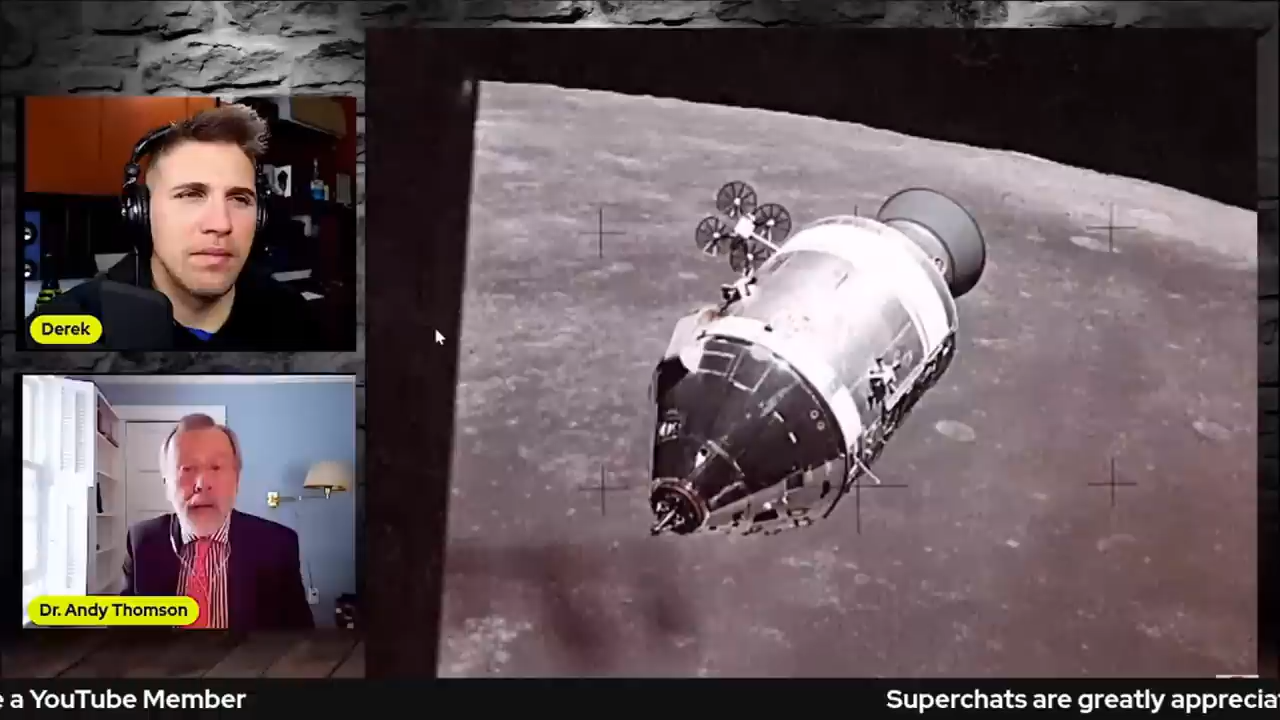 Derek
Dr. Andy Thomson
e a YouTube Member
Superchats are greatly apprecia